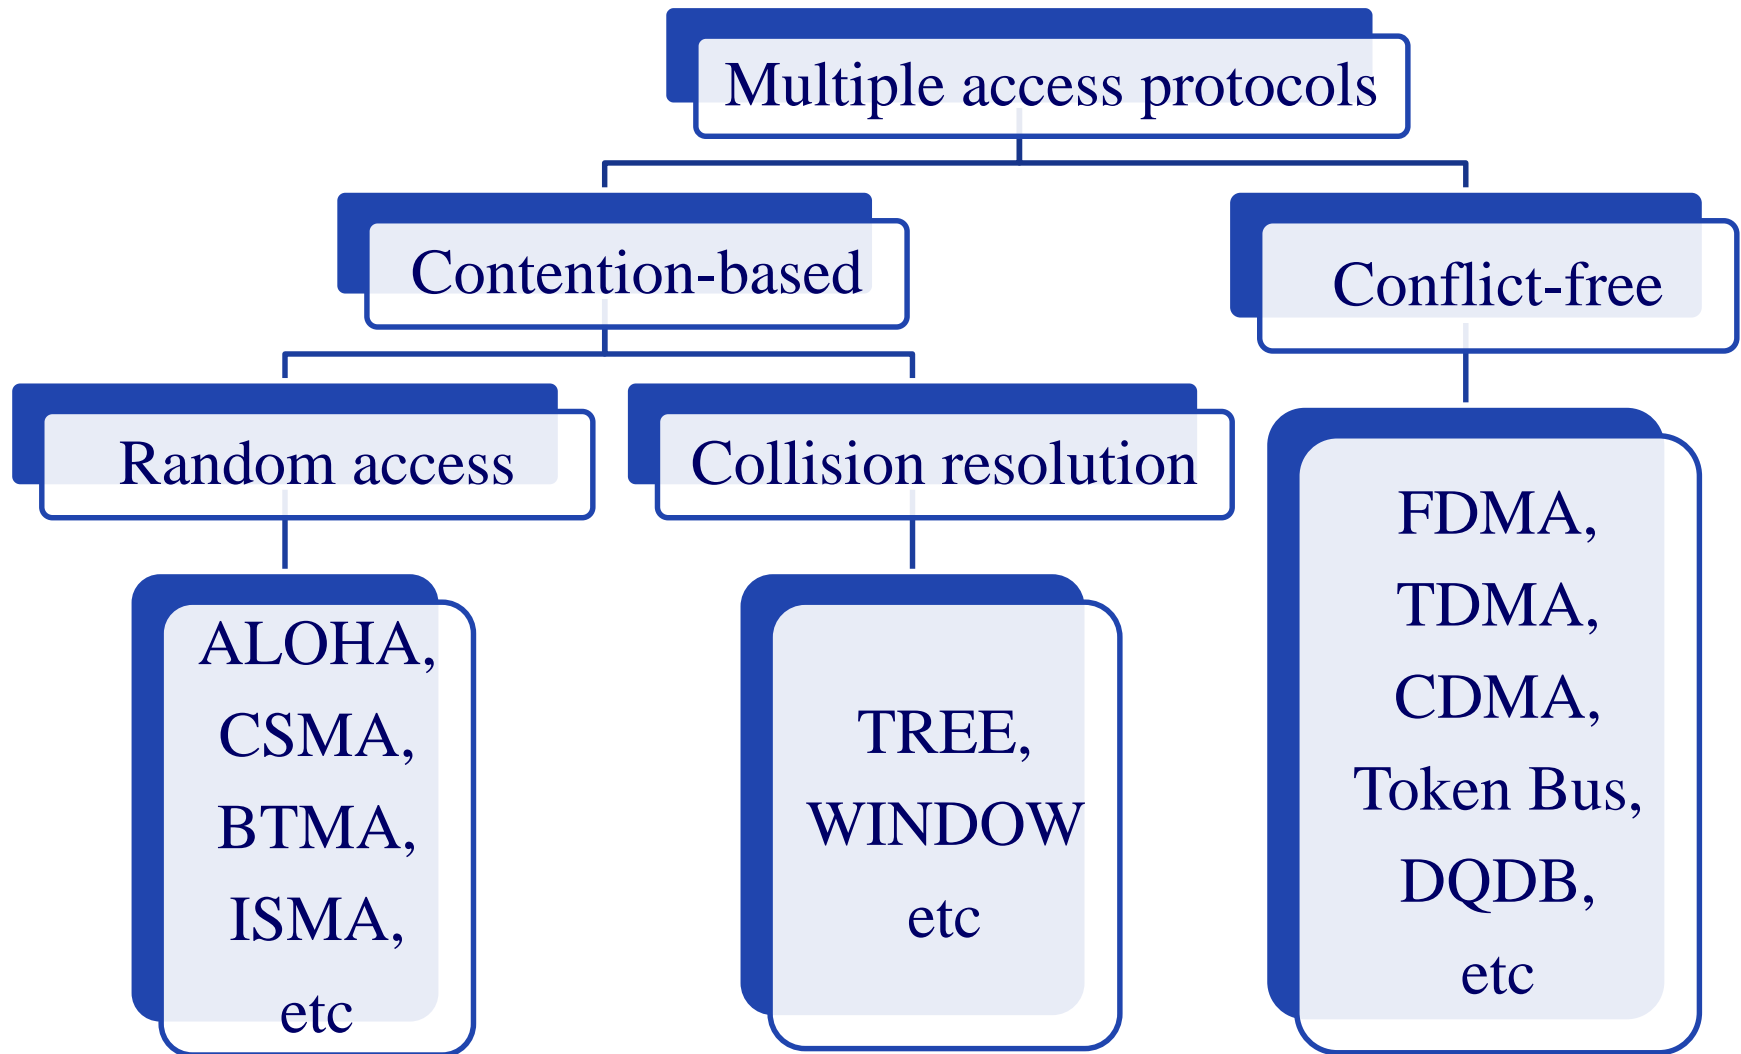 Multiple access protocols
Contention-based
Conflict-free
Random access
Collision resolution
ALOHA,
CSMA,
BTMA,
ISMA,
etc
TREE,
WINDOW
etc
FDMA,
TDMA,
CDMA,
Token Bus,
DQDB,
etc